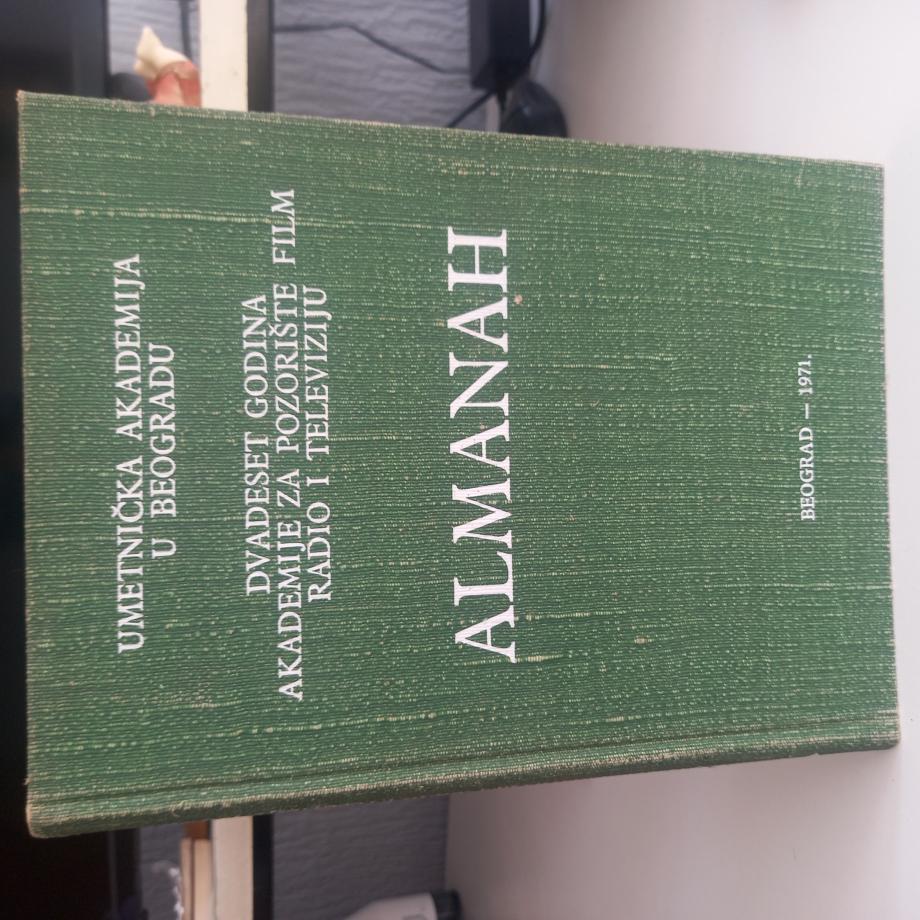 UMETNIČKA AKADEMIJA
U BEOGRADU
DVADESET GODINA
AKADEMIJE ZA POZORIŠTE FILM
RADIO I TELEVIZIJU
ALMANAH
BEOGRAD — 1971.